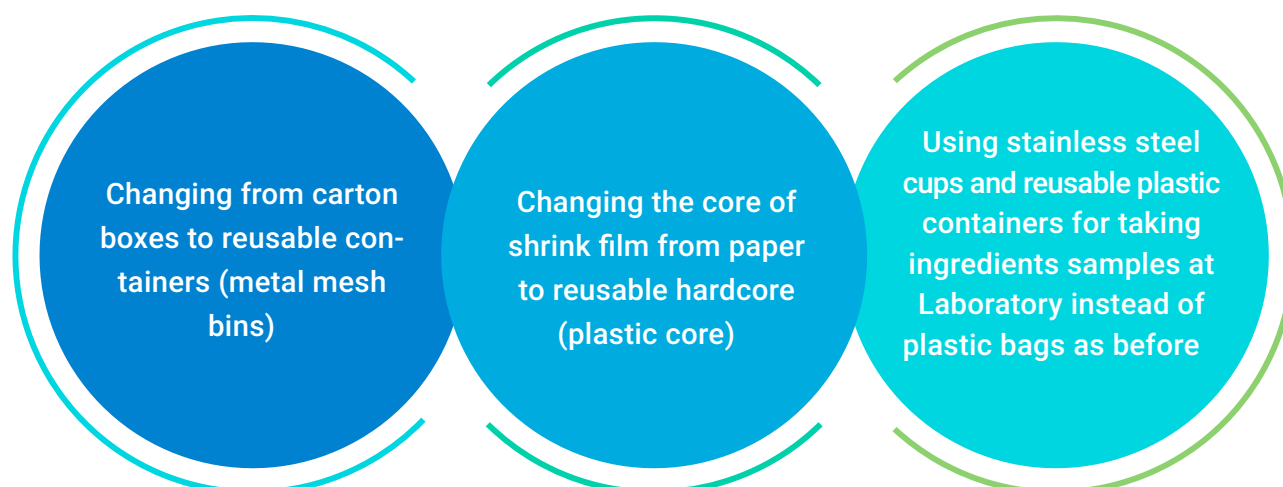 Changing from carton
boxes to reusable con-
tainers (metal mesh
bins)
Changing the core of
shrink film from paper
to reusable hardcore
(plastic core)
Using stainless steel
cups and reusable plastic
containers for taking
ingredients samples at
Laboratory instead of
plastic bags as before